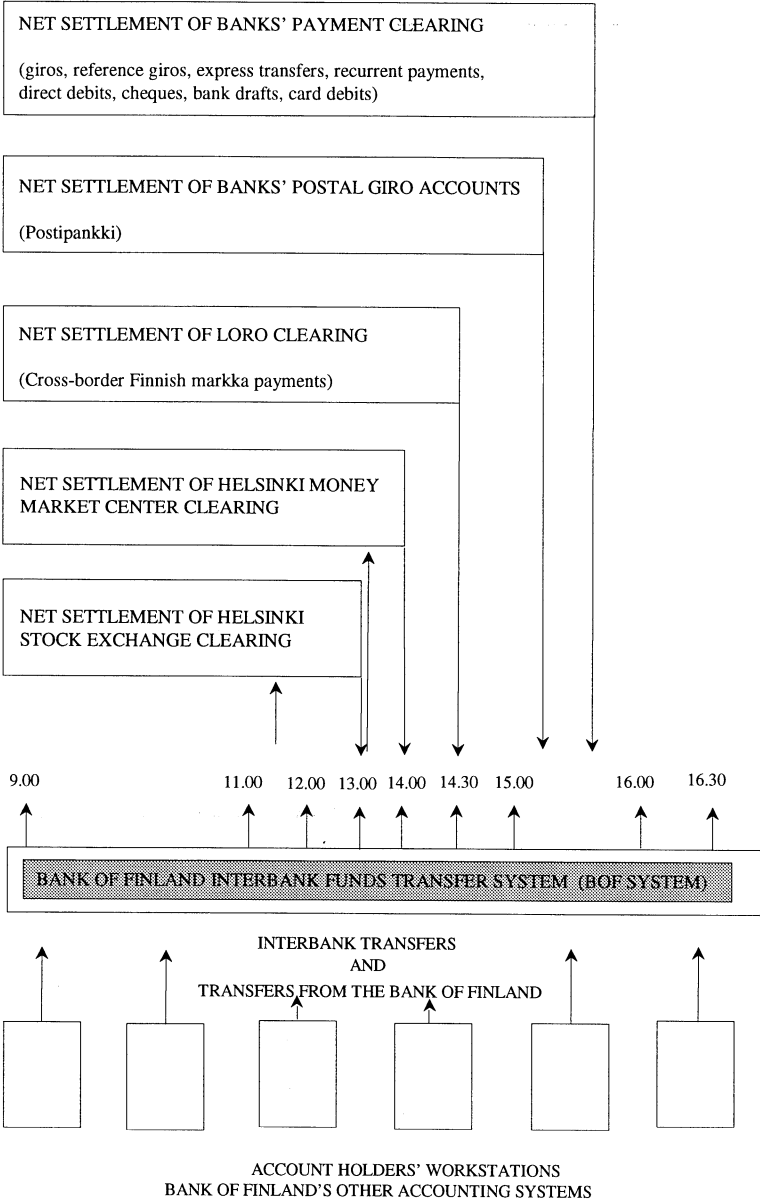 NET SETTLEMENT OF BANKS' PAYMENT CLEARING
(giros, reference giros, express transfers, recurrent payments,
direct debits, cheques, bank drafts, card debits)
NET SETTLEMENT OF BANKS' POSTAL GIRO ACCOUNTS
(Postipankki)
NET SETTLEMENT OF LORO CLEARING
(Cross-border Finnish markka payments)
NET SETTLEMENT OF HELSINKI MONEY
MARKET CENTER CLEARING
NET SETTLEMENT OF HELSINKI
STOCK EXCHANGE CLEARING
9.00 11.00 12.00 13.00 14.00 14.30 15.00 16.00 16.30
BANK OF FINLAND INTERBANK FUNDS TRANSFER SYSTEM (BOF SYSTEM)
INTERBANK TRANSFERS
AND
TRANSFERS FROM THE BANK OF FINLAND
ACCOUNT HOLDERS' WORKSTATIONS
BANK OF FINLAND'S OTHER ACCOUNTING SYSTEMS